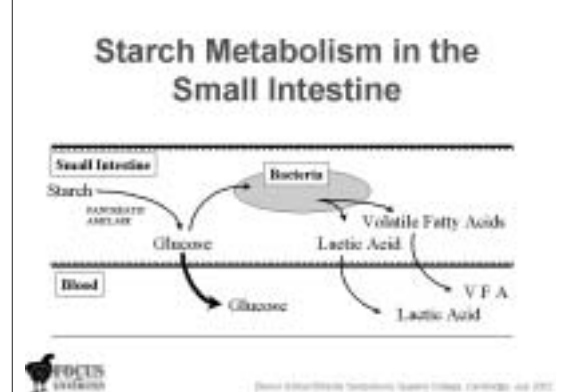 Starch Metabolism in the
Small Intestine
Small Intestine
Bacteria
Starch
PANCREATIC
AMYLASE
Volatile Fatty Acids
Glucose
Lactic Acid
Blood
Glucose
V F A
Lactic Acid
FOCUS